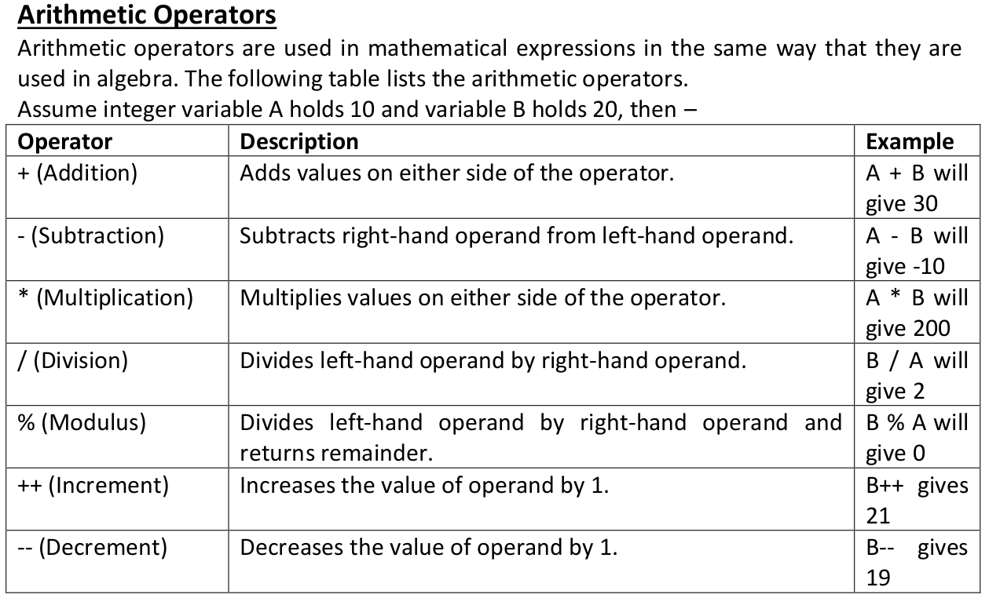 Arithmetic Operators
Arithmetic operators are used in mathematical expressions in the same way that they are
used in algebra. The following table lists the arithmetic operators.
Assume integer variable A holds 10 and variable B holds 20, then –
Operator Description Example
+ (Addition) Adds values on either side of the operator. A + B will
give 30
- (Subtraction) Subtracts right-hand operand from left-hand operand. A - B will
give -10
* (Multiplication) Multiplies values on either side of the operator. A * B will
give 200
/ (Division) Divides left-hand operand by right-hand operand. B / A will
give 2
% (Modulus) Divides left-hand operand by right-hand operand and B % A will
returns remainder. give 0
++ (Increment) Increases the value of operand by 1. B++ gives
21
-- (Decrement) Decreases the value of operand by 1. B-- gives
19